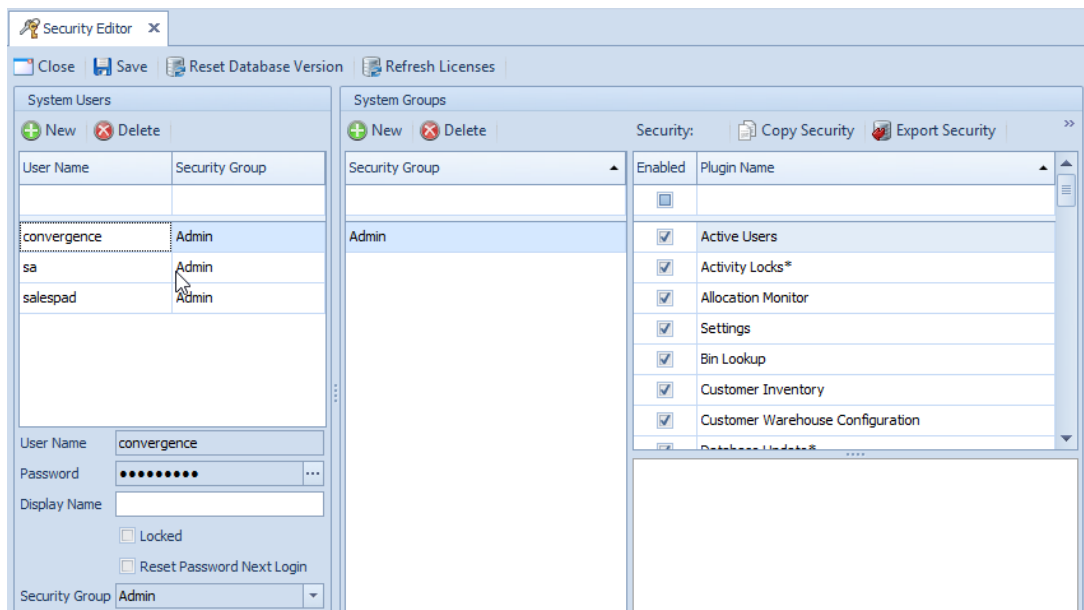 Security Editor
Close Save Reset Database Version Refresh Licenses
System Users System Groups
New Delete New Delete Security: Copy Security Export Security
User Name Security Group Security Group Enabled Plugin Name
convergence Admin Admin Active Users
sa Admin Activity Locks*
salespad Admin Allocation Monitor
Settings
Bin Lookup
Customer Inventory
Customer Warehouse Configuration
User Name convergence Database Update*
Password
Display Name
Locked
Reset Password Next Login
Security Group Admin